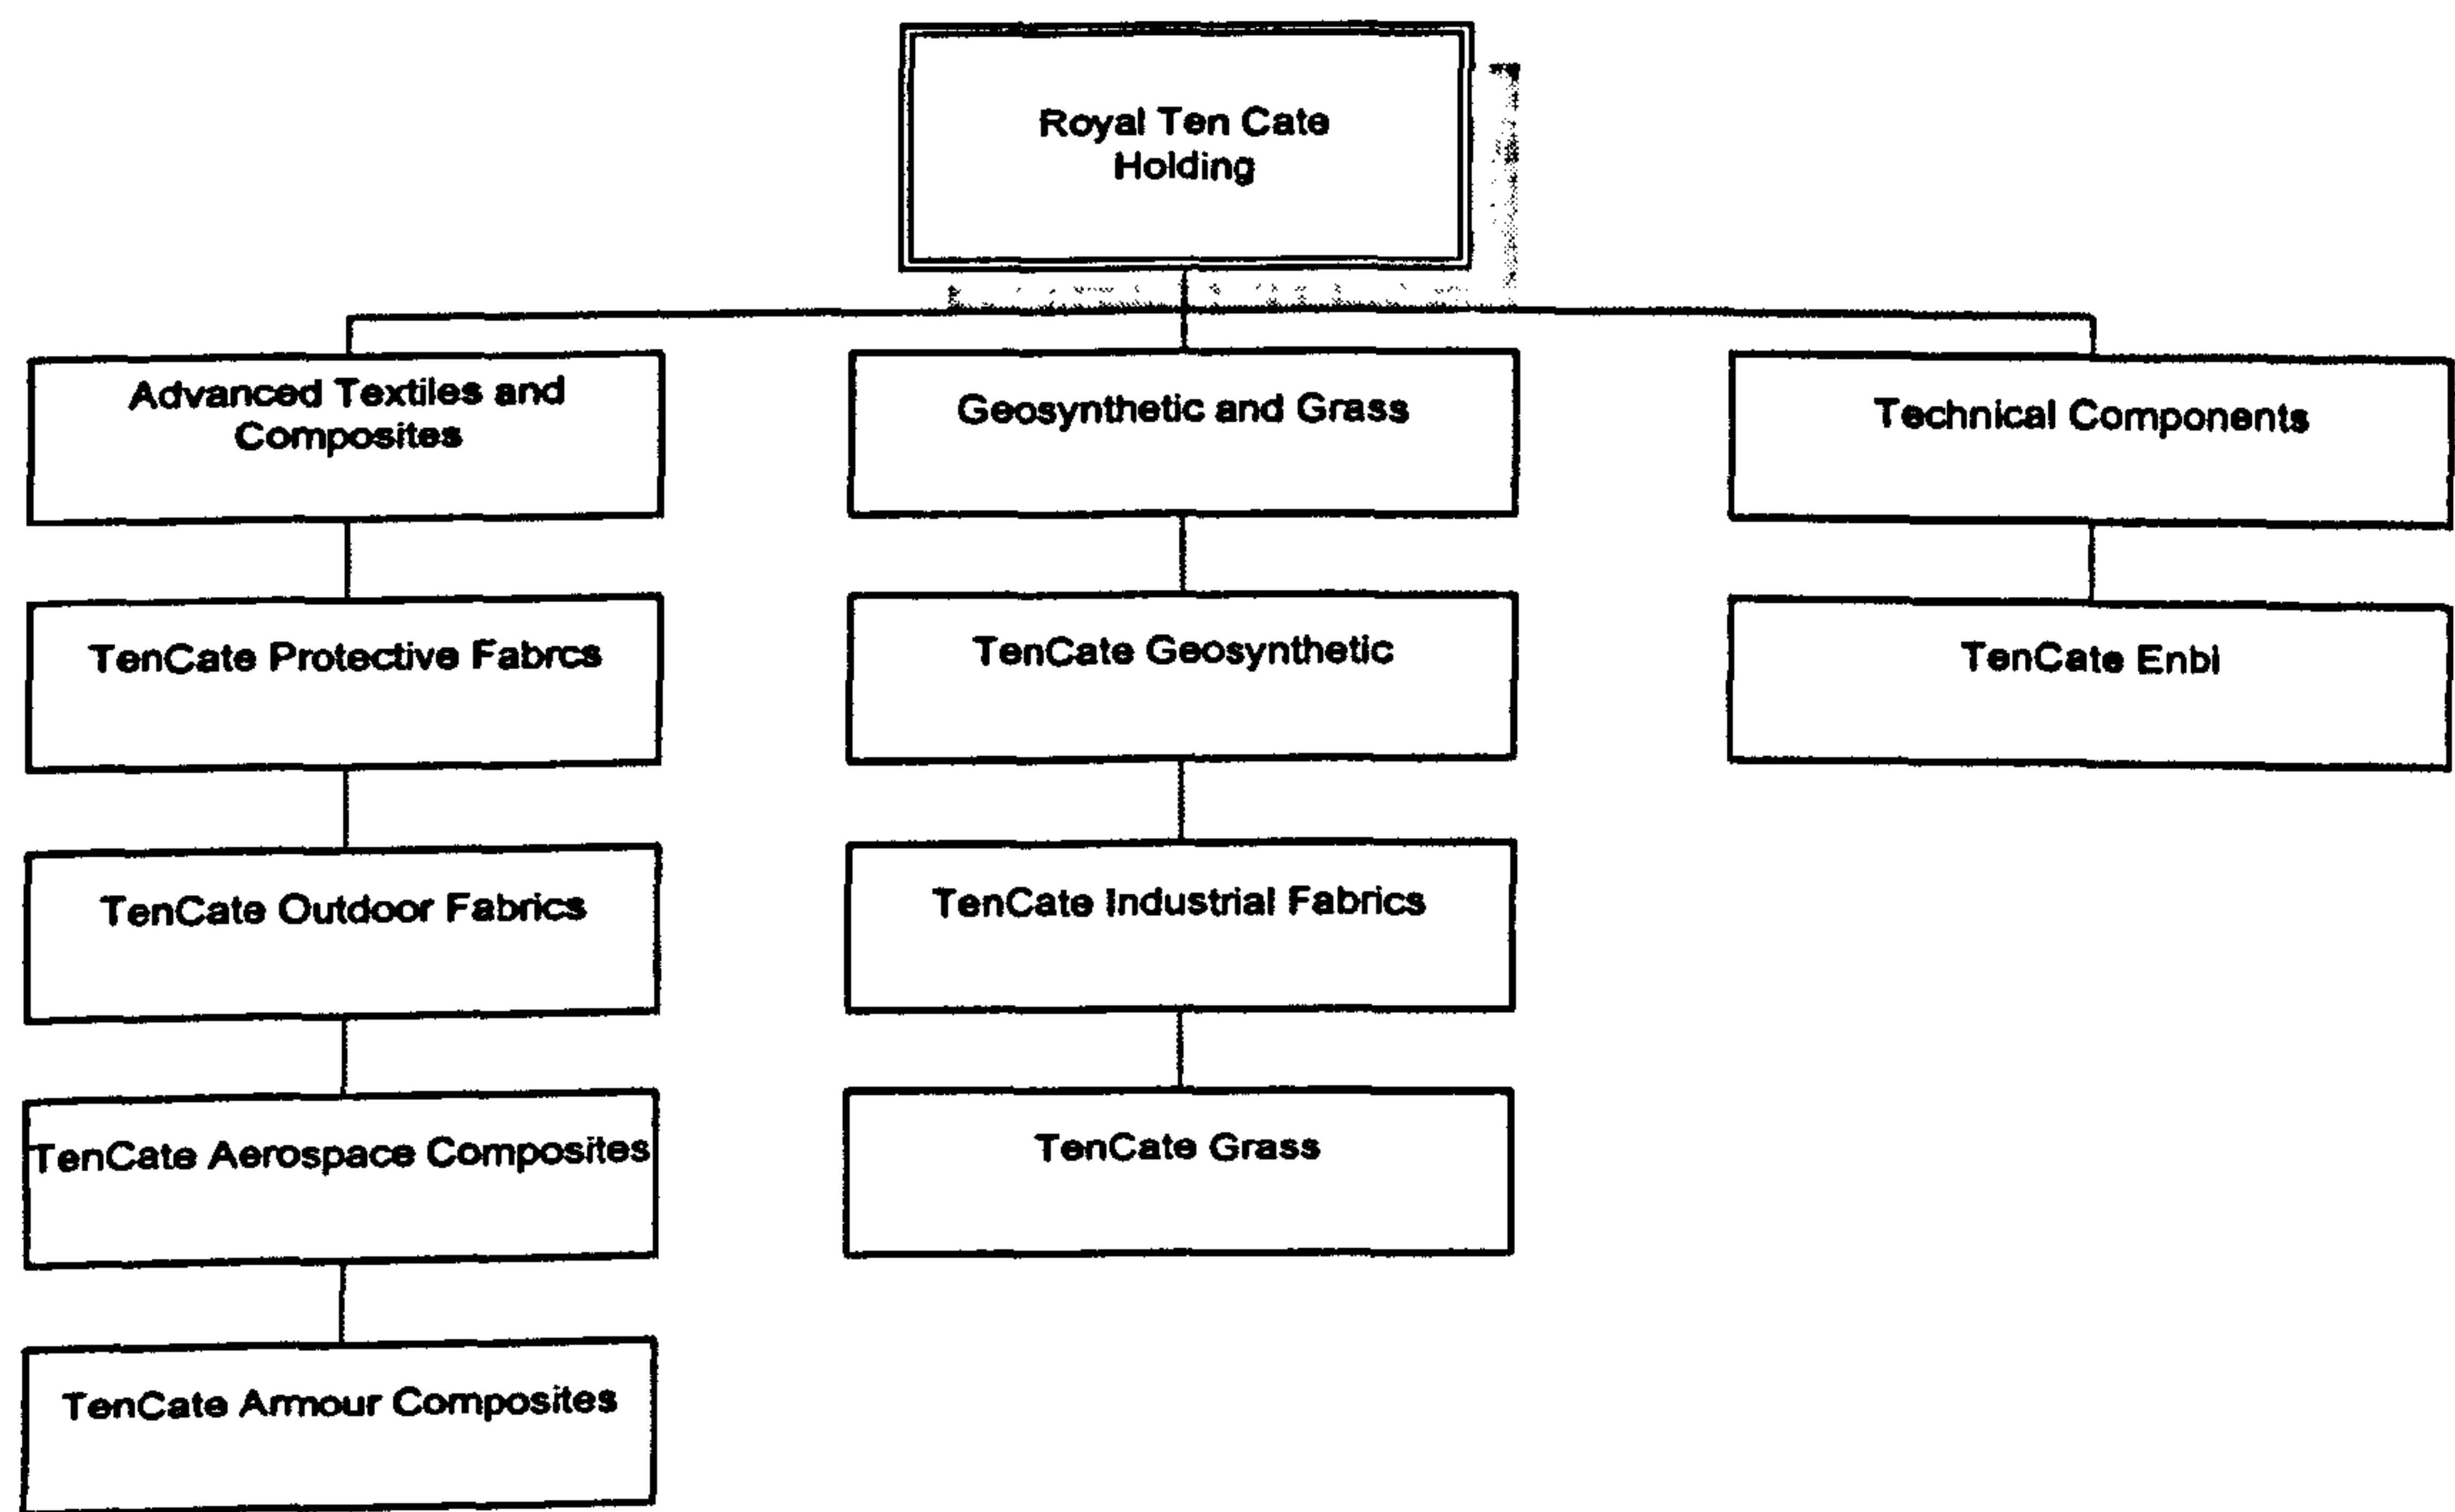 Royal Ten Cate
Holding
Advanced Textiles and
Composites
Geosynthetic and Grass
Technical Components
TenCate Protective Fabrcs
TenCate Geosynthetic
TenCate Enbi
TenCate Outdoor Fabrics
TenCate Industrial Fabrics
TenCate Aerospace Composites
TenCate Grass
TenCate Armour Composites